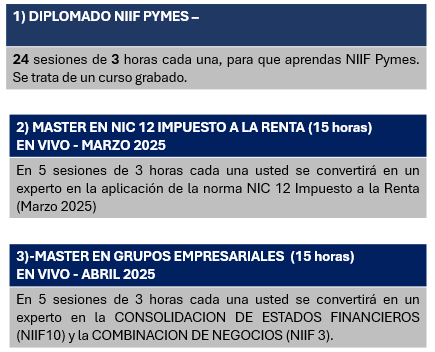 1) DIPLOMADO NIIF PYMES –
24 sesiones de 3 horas cada una, para que aprendas NIIF Pymes.
Se trata de un curso grabado.
2) MASTER EN NIC 12 IMPUESTO A LA RENTA (15 horas)
EN VIVO - MARZO 2025
En 5 sesiones de 3 horas cada una usted se convertirá en un
experto en la aplicación de la norma NIC 12 Impuesto a la Renta
(Marzo 2025)
3)-MASTER EN GRUPOS EMPRESARIALES (15 horas)
EN VIVO - ABRIL 2025
En 5 sesiones de 3 horas cada una usted se convertirá en un
experto en la CONSOLIDACION DE ESTADOS FINANCIEROS
(NIIF10) y la COMBINACION DE NEGOCIOS (NIIF 3).